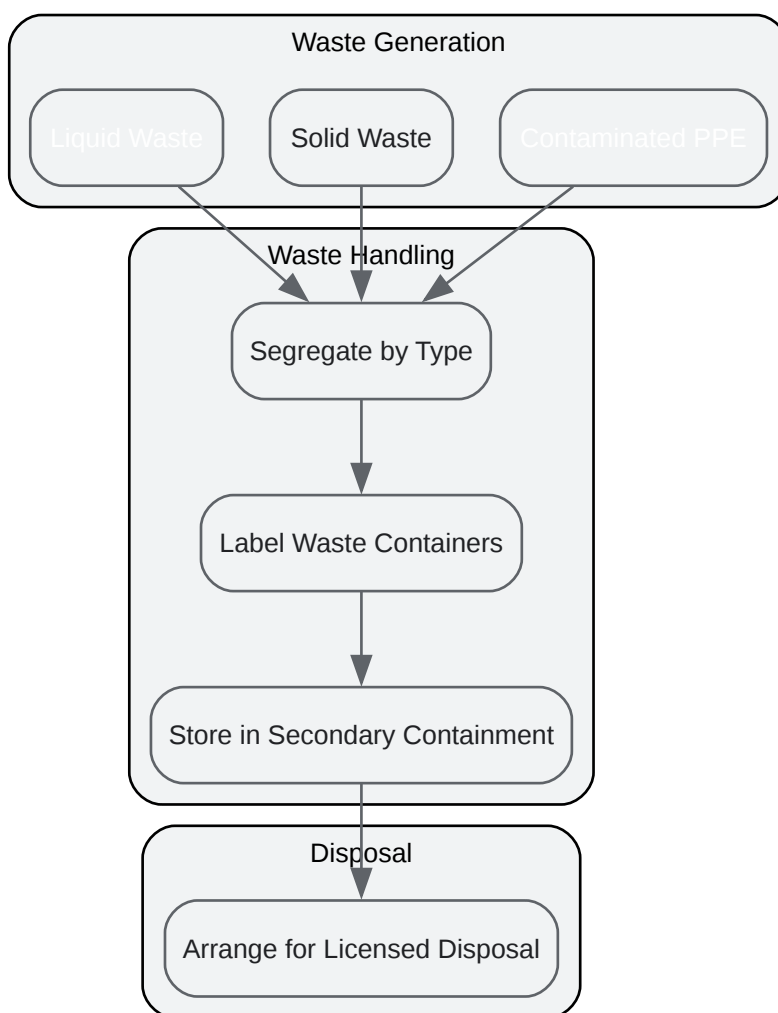 Waste Generation
Liquid Waste
Solid Waste
Contaminated PPE
Waste Handling
Segregate by Type
Label Waste Containers
Store in Secondary Containment
Disposal
Arrange for Licensed Disposal